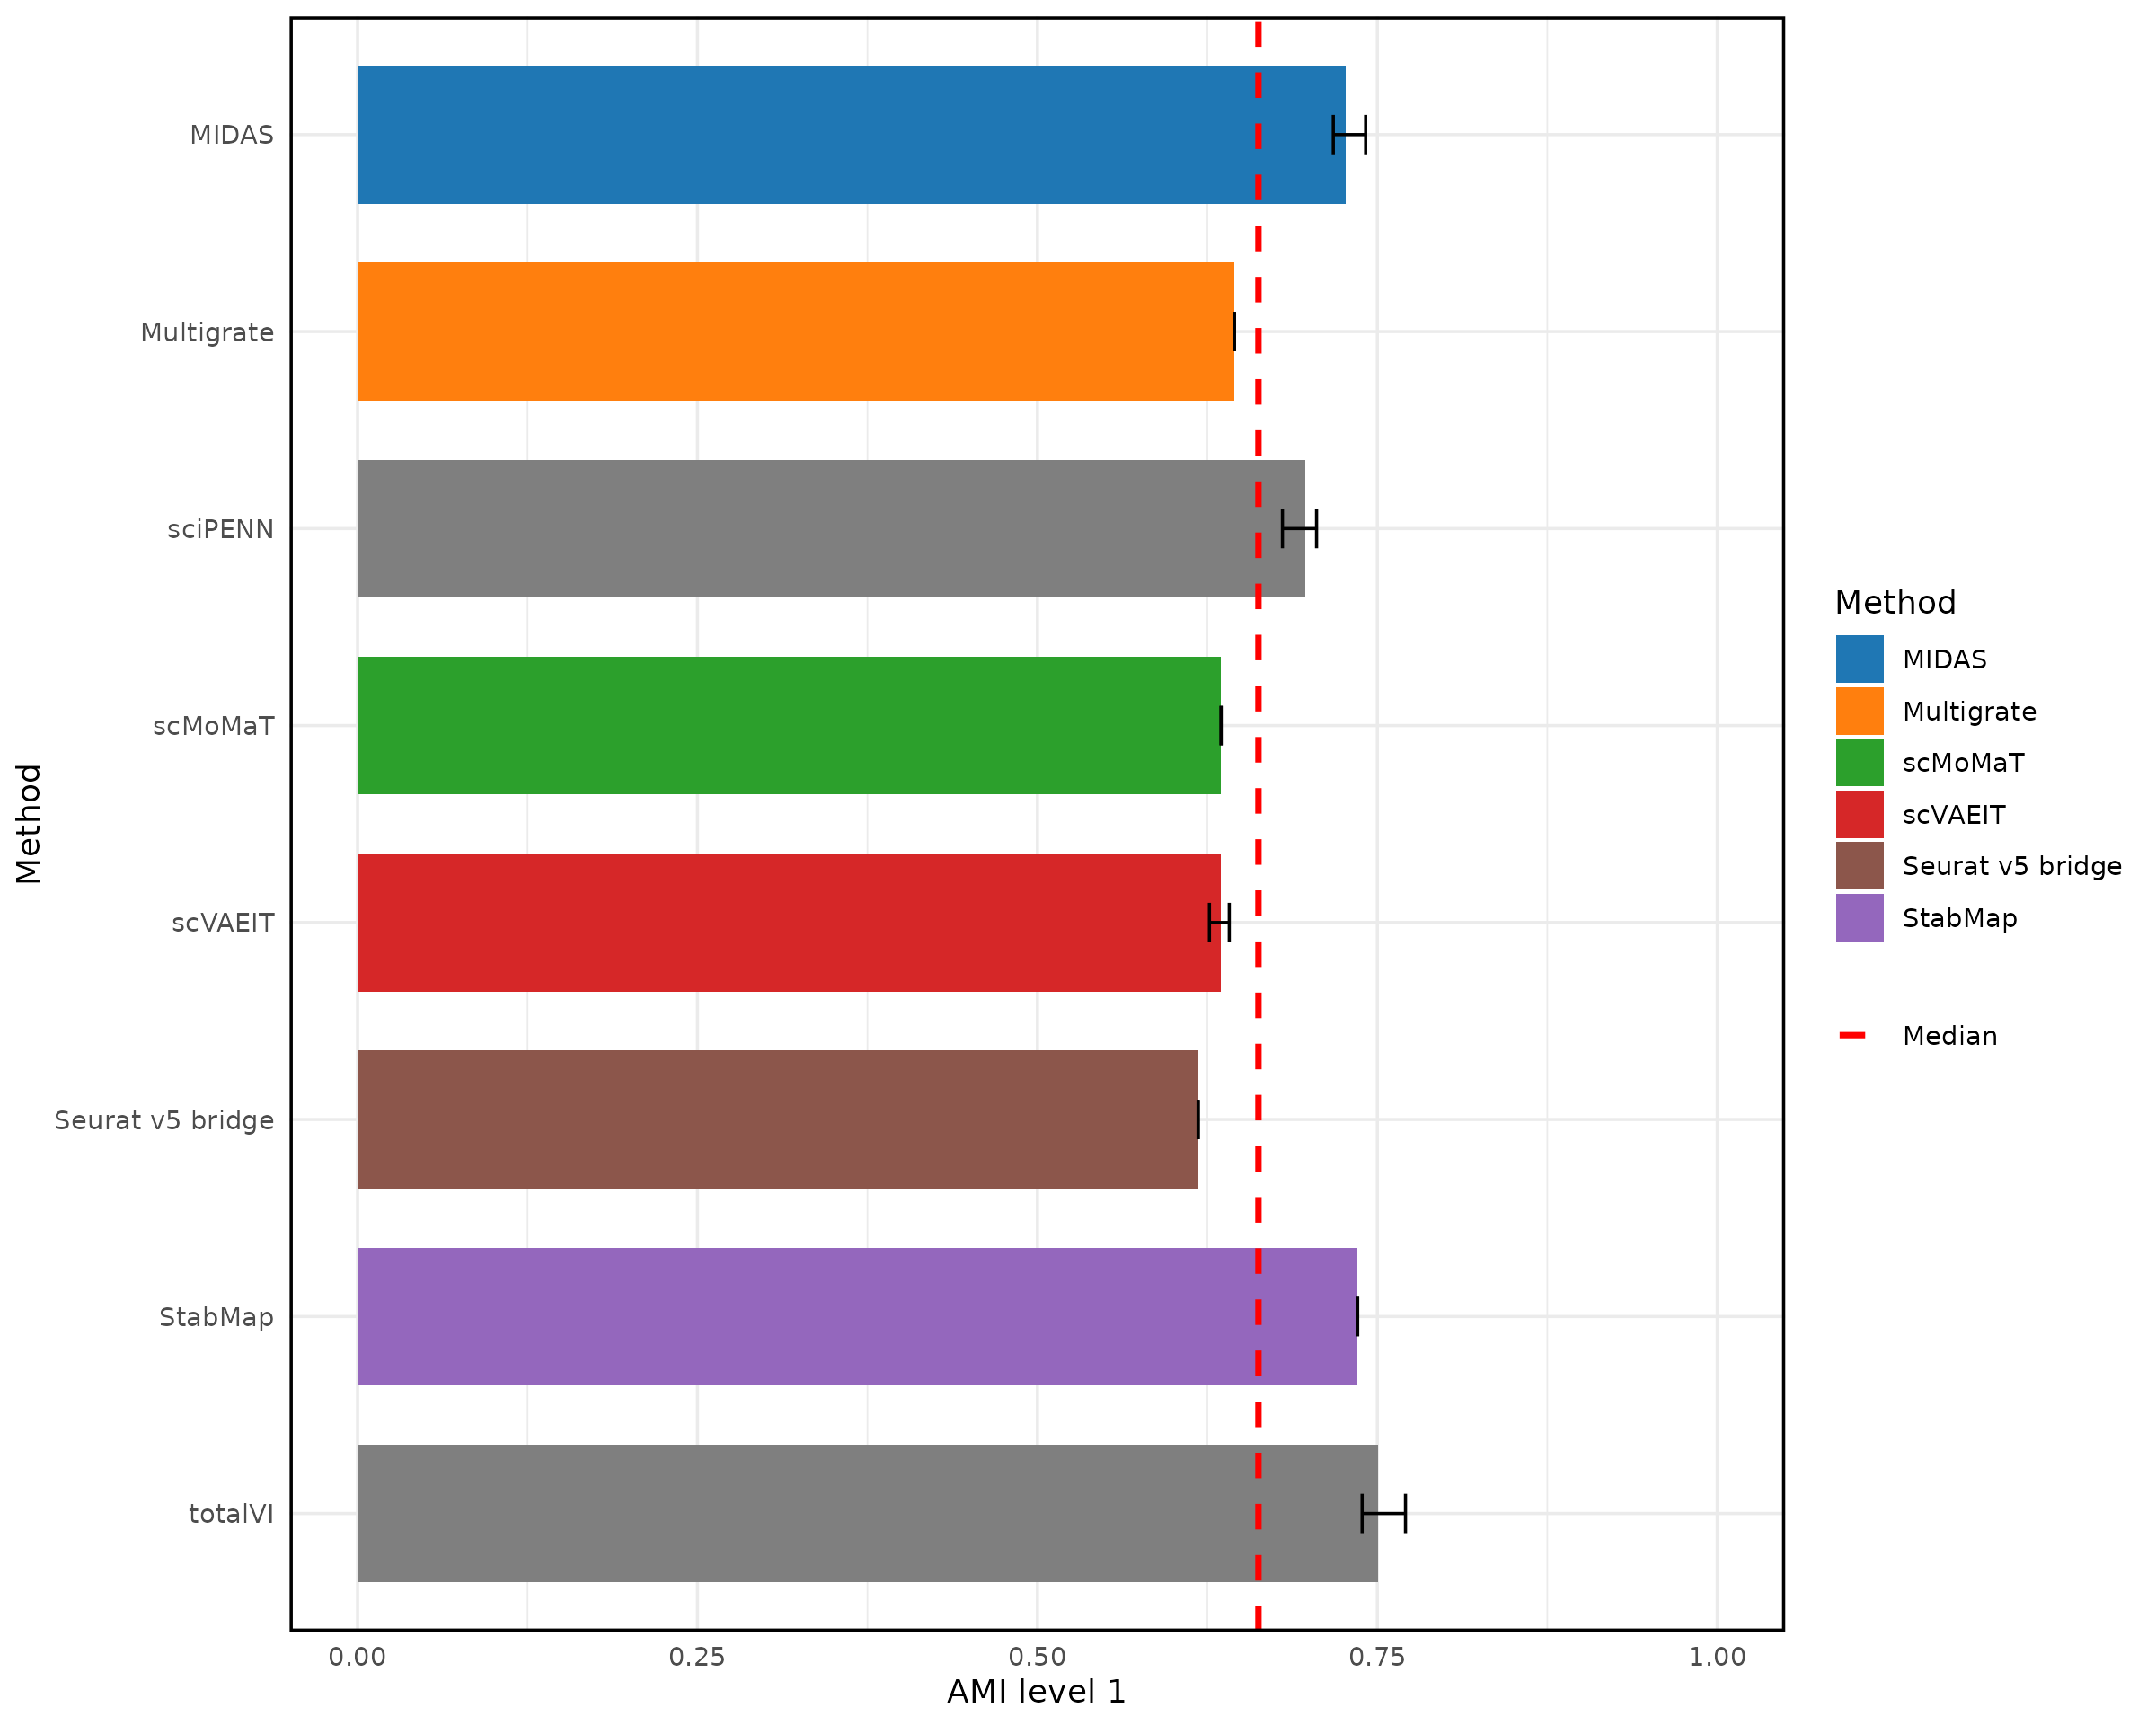 MIDAS
Multigrate
sciPENN
scMoMaT
scVAEIT
Seurat v5 bridge
StabMap
totalVI
Method
0.00 0.25 0.50 0.75 1.00
AMI level 1
Method
MIDAS
Multigrate
scMoMaT
scVAEIT
Seurat v5 bridge
StabMap
Median